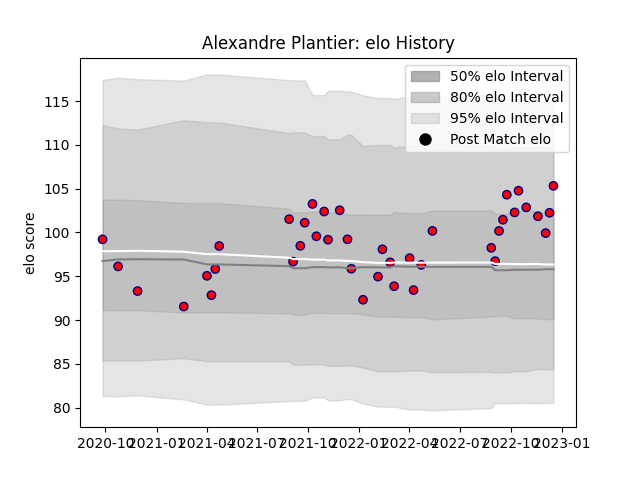 Alexandre Plantier: elo History
50% elo Interval
80% elo Interval
95% elo Interval
Post Match elo
elo score
115
110
105
100
95
90
85
80
2020-10 2021-01 2021-04 2021-07 2021-10 2022-01 2022-04 2022-07 2022-10 2023-01